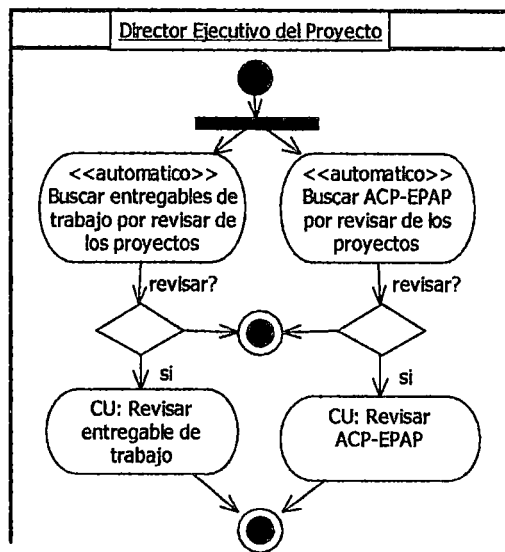 Director Ejecutivo del Proyecto
<<automatico>>
Buscar entregables de
trabajo por revisar de
los proyectos
<<automatico>>
Buscar ACP-EPAP
por revisar de los
proyectos
revisar?
revisar?
si
si
CU: Revisar
entregable de
trabajo
CU: Revisar
ACP-EPAP